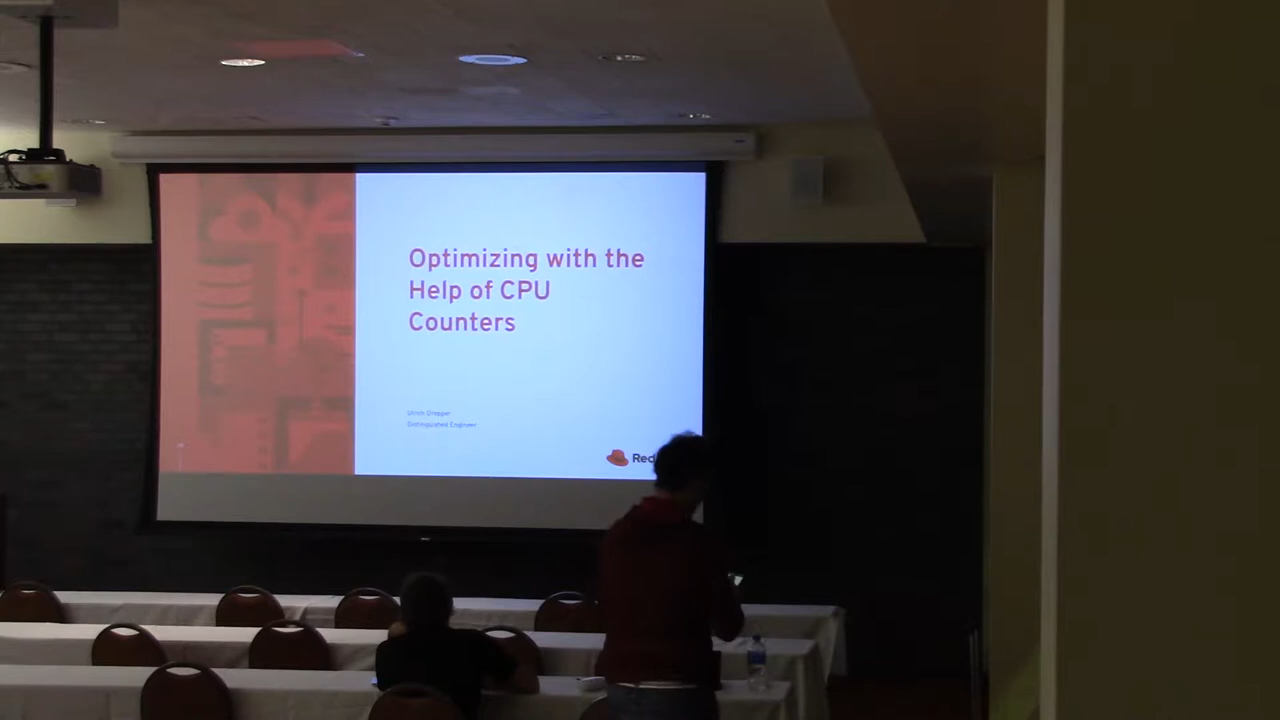 Optimizing with the
Help of CPU
Counters
Ulrich Drepper
Distinguished Engineer
Red